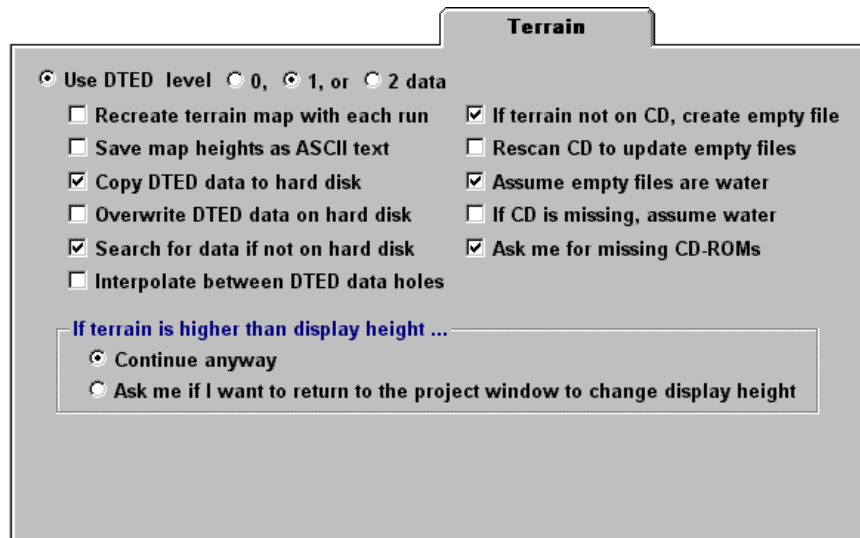 Terrain
Use DTED level 0, 1, or 2 data
Recreate terrain map with each run
Save map heights as ASCII text
Copy DTED data to hard disk
Overwrite DTED data on hard disk
Search for data if not on hard disk
Interpolate between DTED data holes
If terrain not on CD, create empty file
Rescan CD to update empty files
Assume empty files are water
If CD is missing, assume water
Ask me for missing CD-ROMs
If terrain is higher than display height ...
Continue anyway
Ask me if I want to return to the project window to change display height